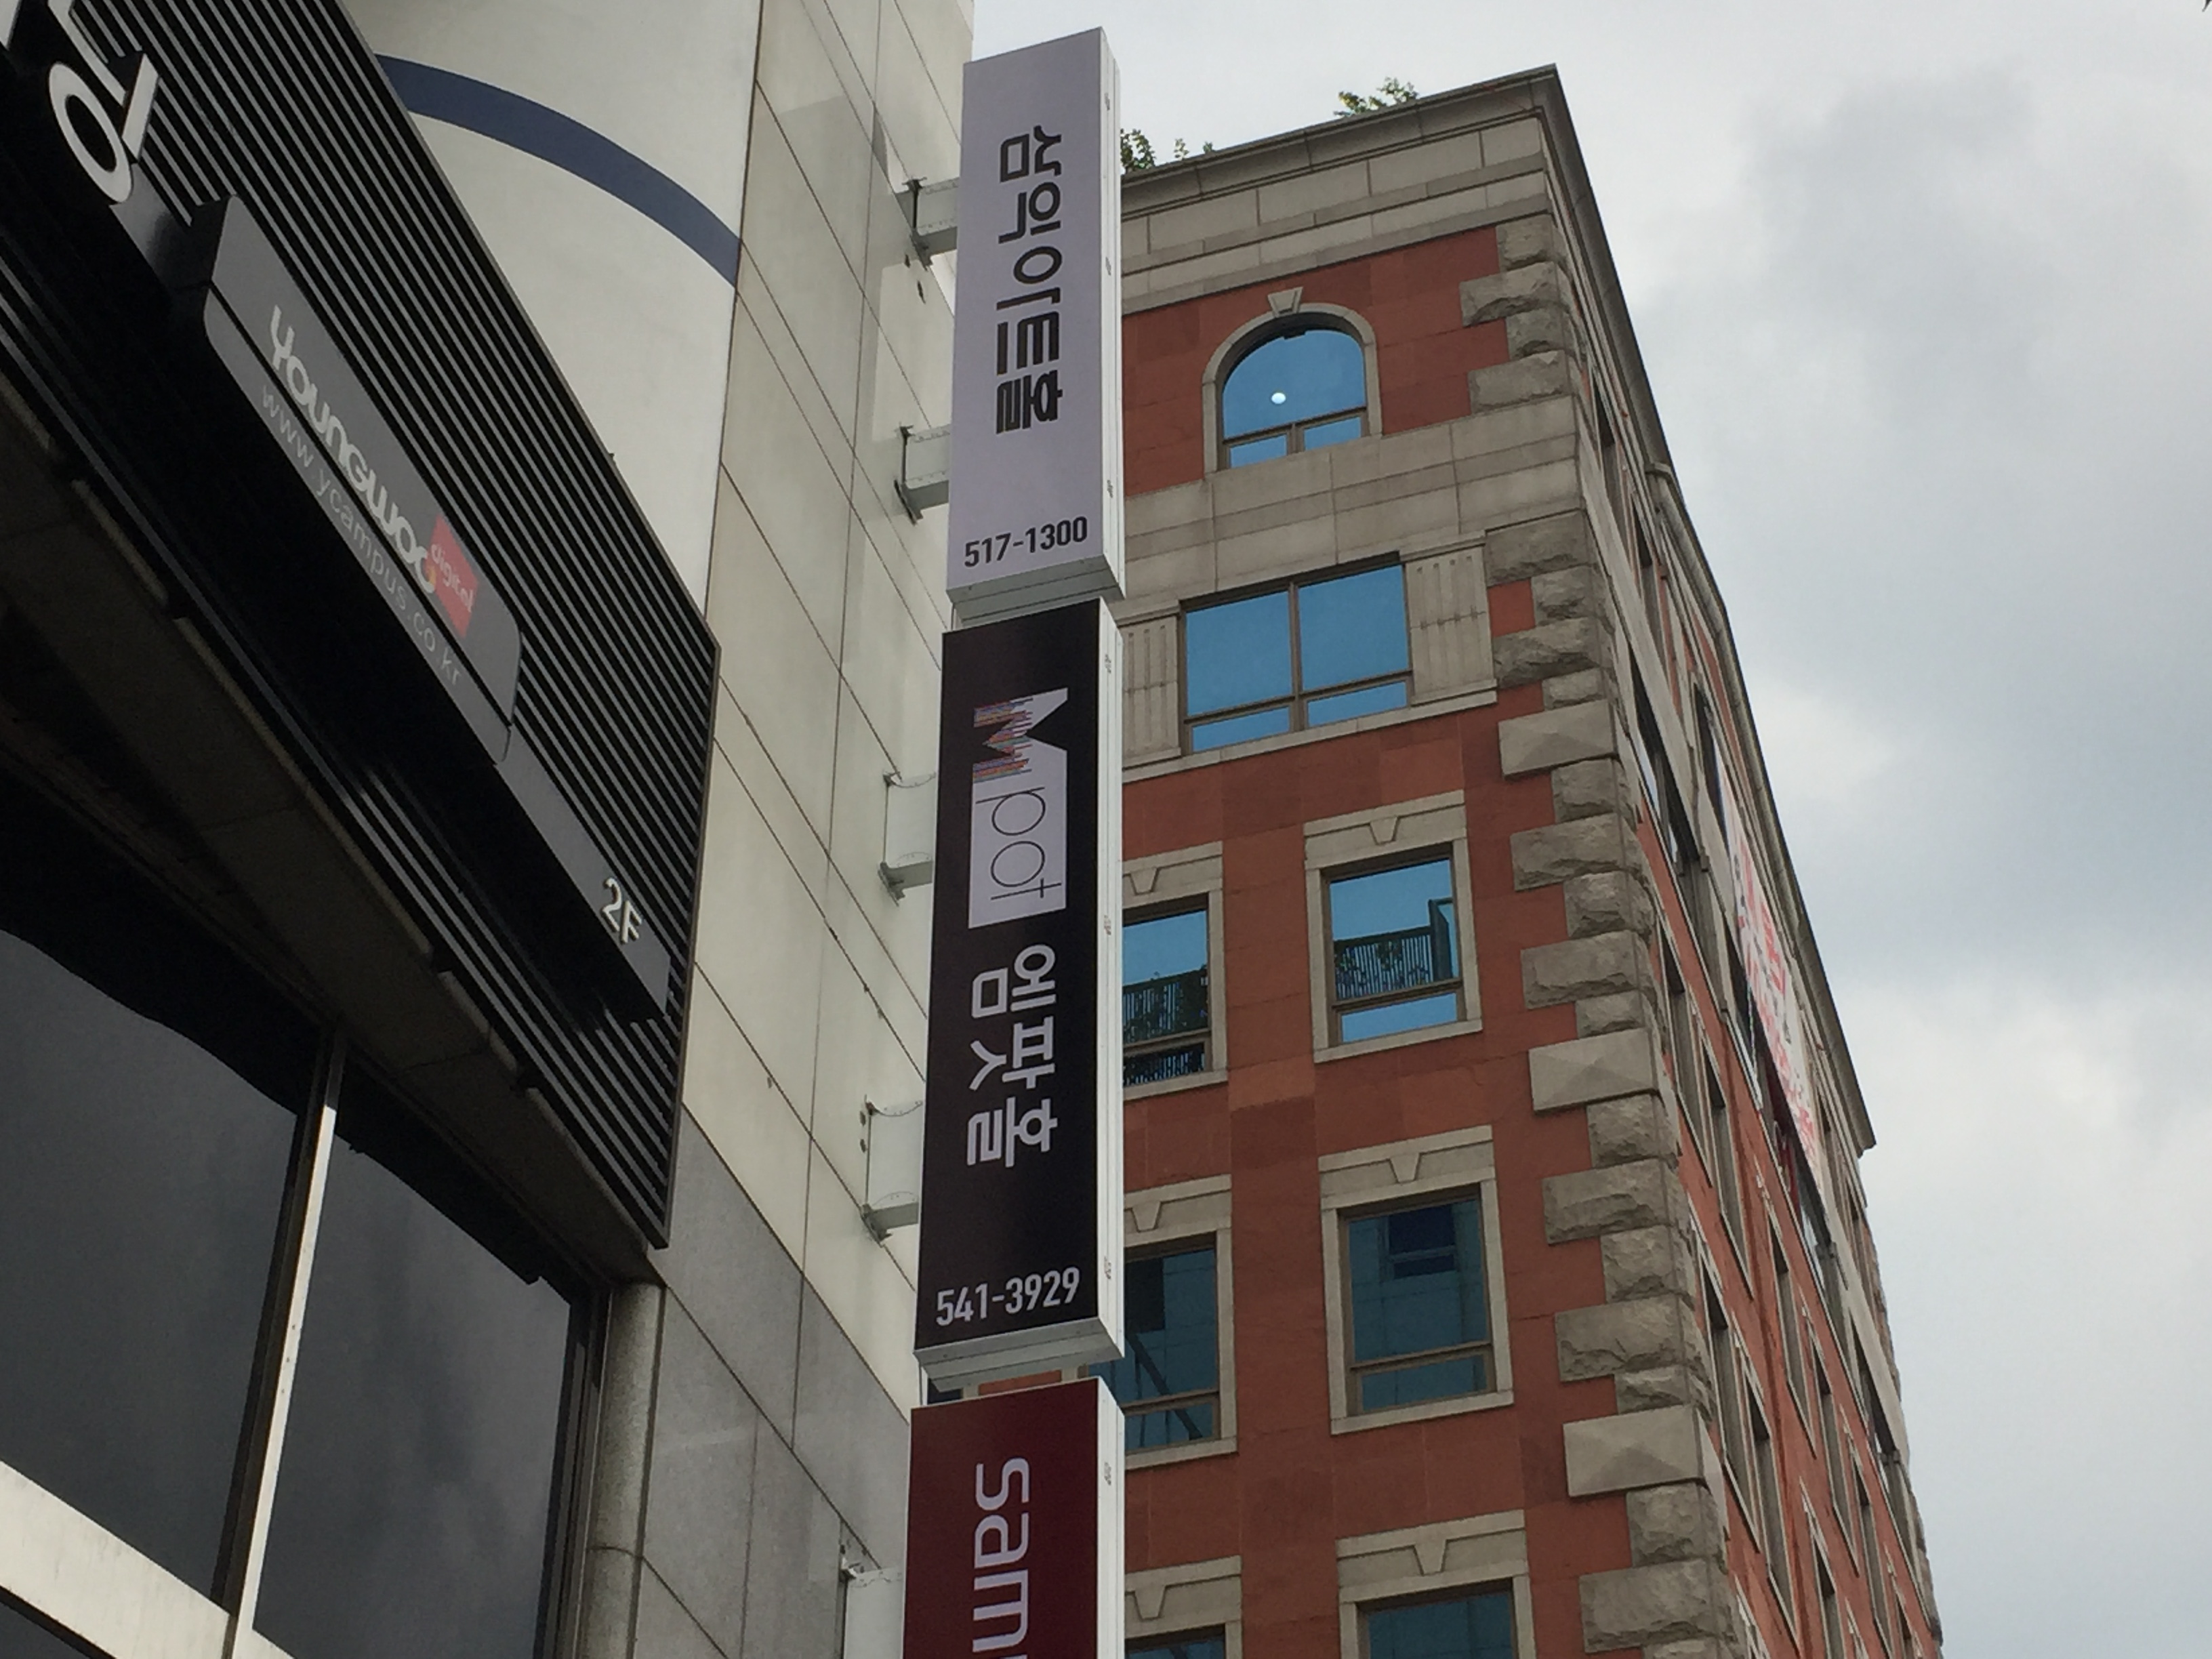 Youngwoo digital
www.ycampus.co.kr
2F
삼익아트홀
517-1300
M pot 엠팟홀
541-3929
sam